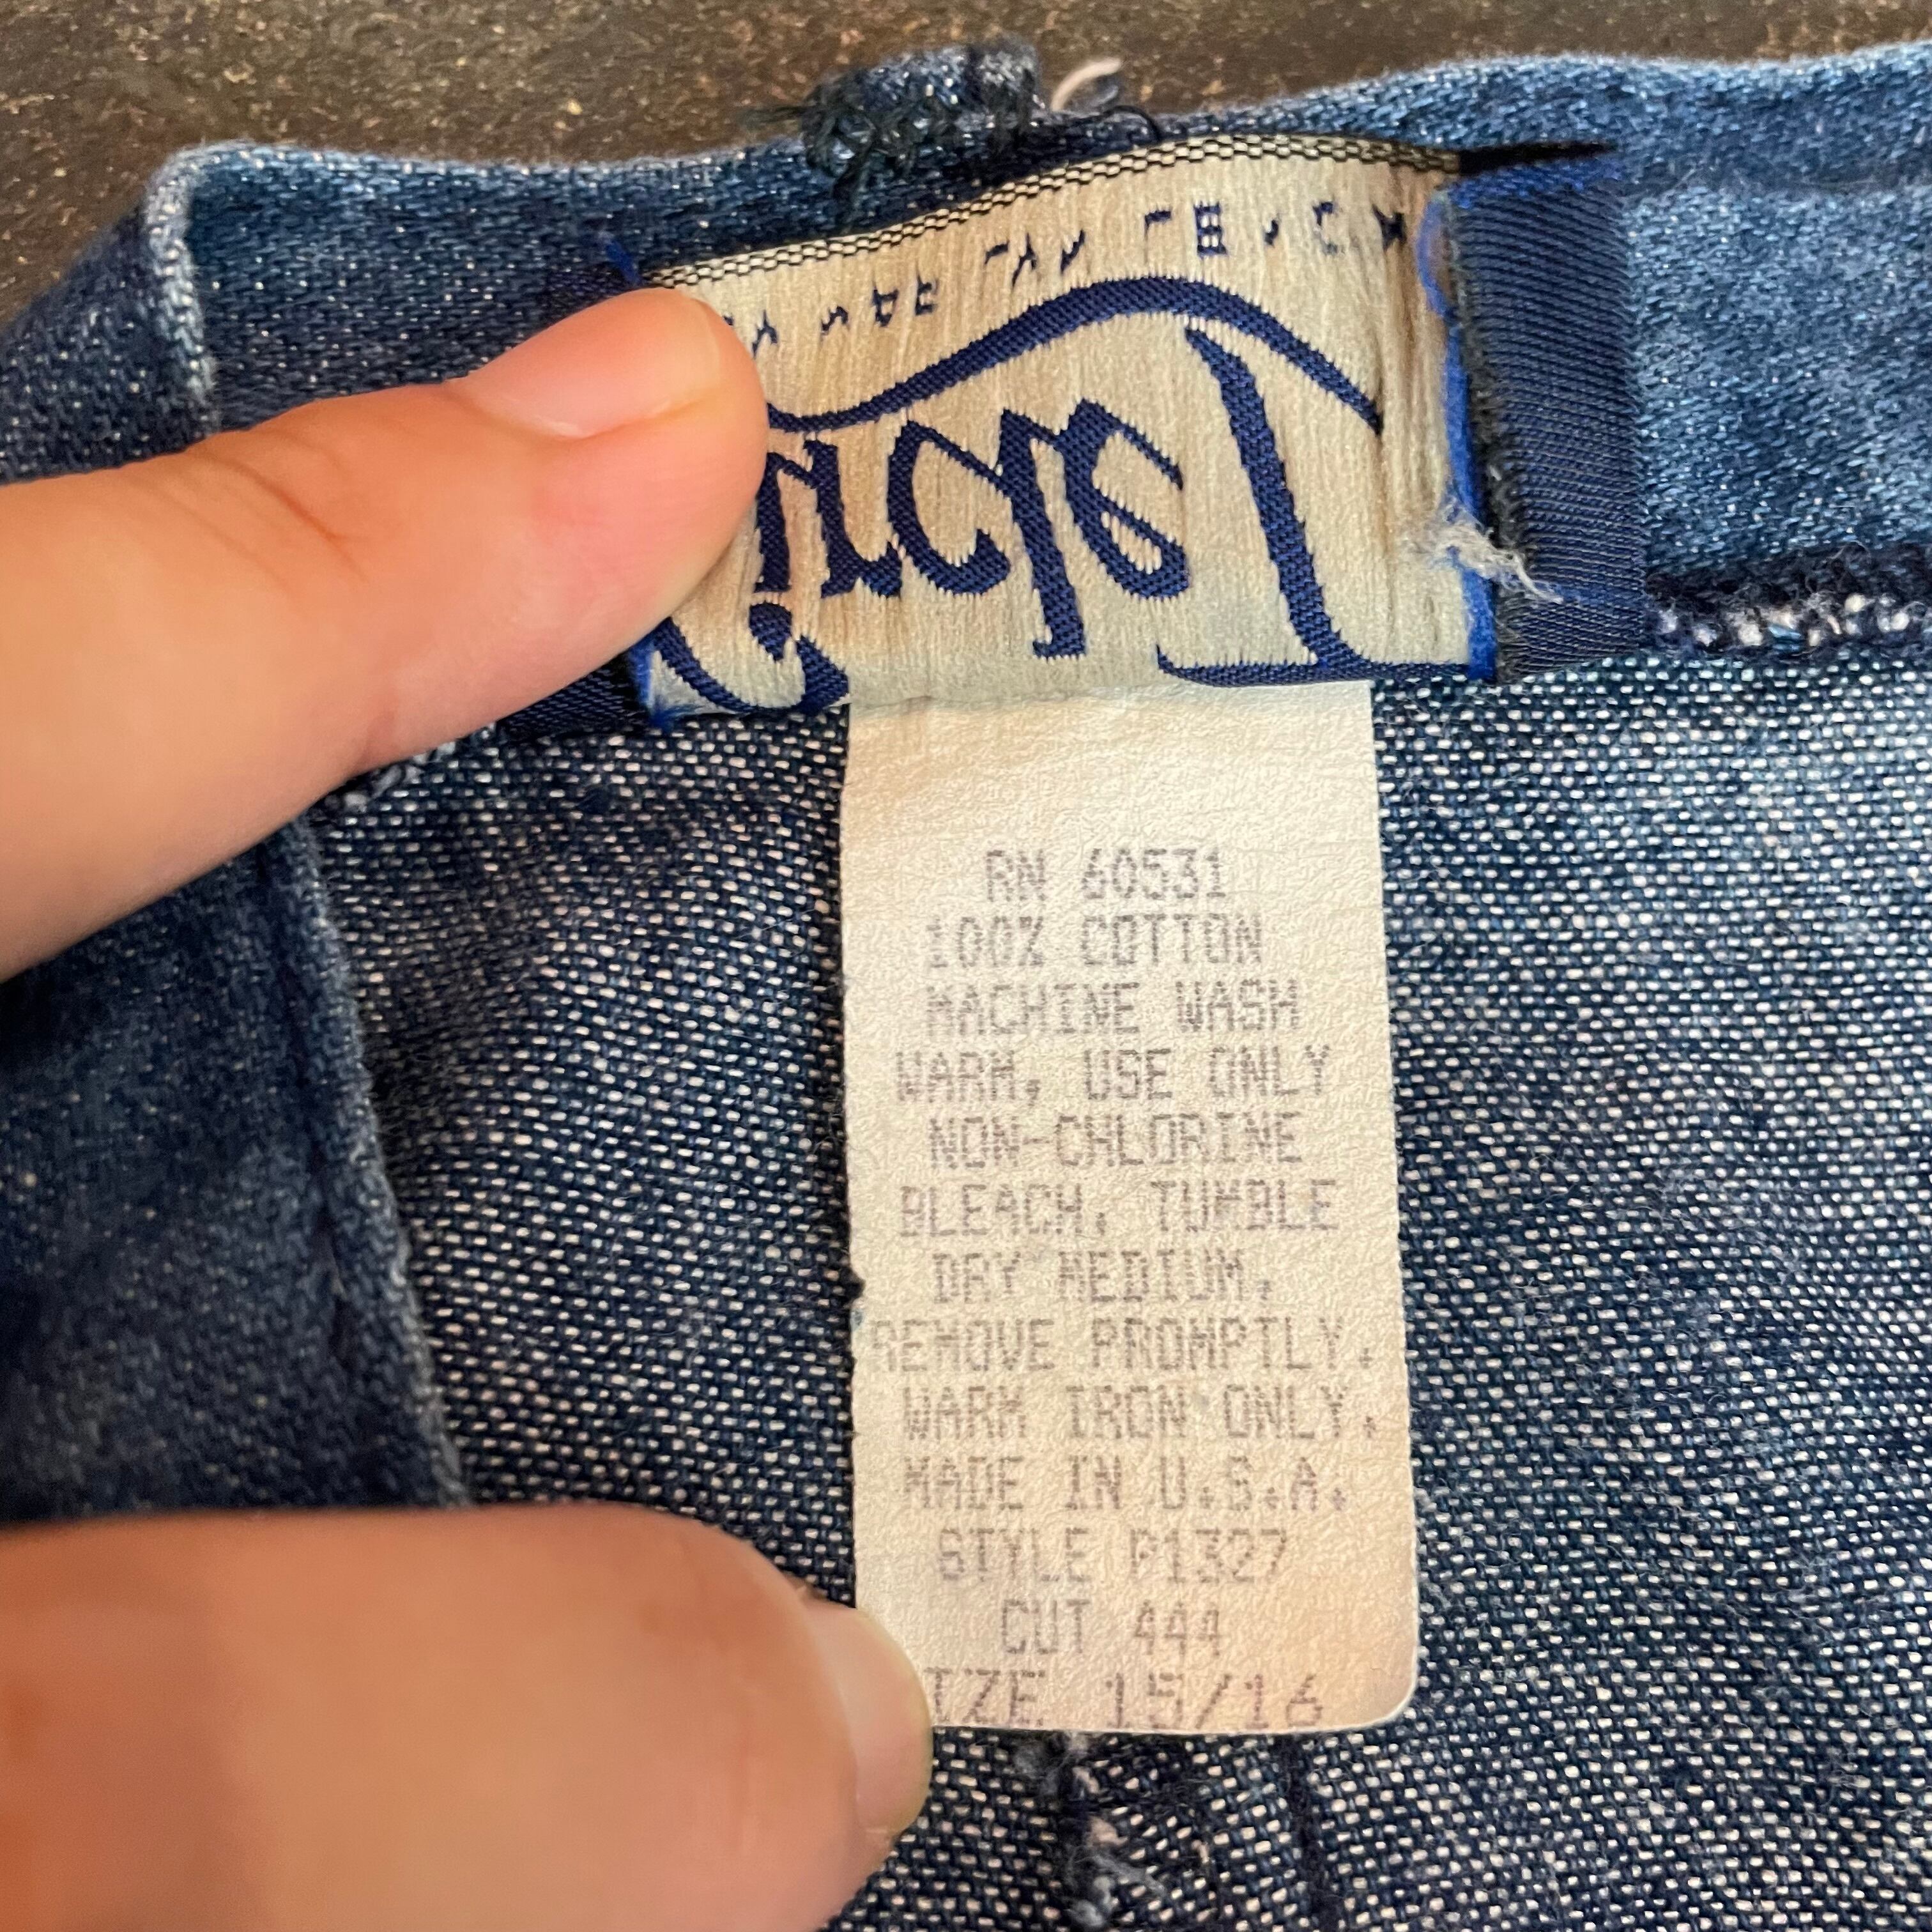 RN 60531
100% COTTON
MACHINE WASH
WARM, USE ONLY
NON-CHLORINE
BLEACH, TUMBLE
DRY MEDIUM,
REMOVE PROMPTLY.
WARM IRON ONLY.
MADE IN U.S.A.
STYLE P1327
CUT 444
IZE 15/16